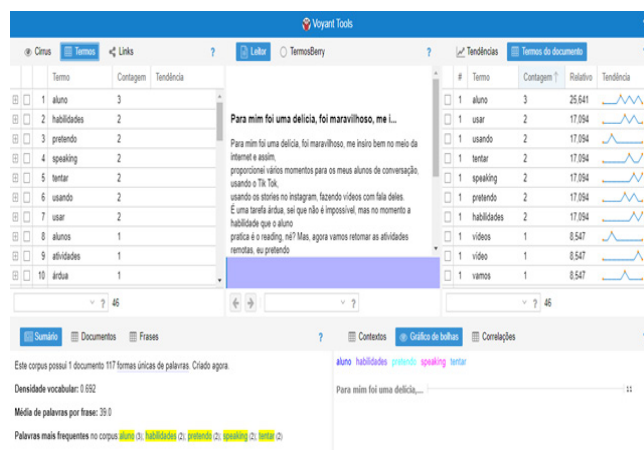 Voyant Tools
Cirrus Termos Links ?
Termo Contagem Tendência
1 aluno 3
2 habilidades 2
3 pretendo 2
4 speaking 2
5 tentar 2
6 usando 2
7 usar 2
8 alunos 1
9 atividades 1
10 árdua 1
? 46
Leitor TermosBerry ?
Para mim foi uma delícia, foi maravilhoso, me i...
Para mim foi uma delícia, foi maravilhoso, me insiro bem no meio da
internet e assim,
proporcionei vários momentos para os meus alunos de conversação,
usando o Tik Tok,
usando os stories no instagram, fazendo vídeos com fala deles.
É uma tarefa árdua, sei que não é impossível, mas no momento a
habilidade que o aluno
pratica é o reading, né? Mas, agora vamos retomar as atividades
remotas, eu pretendo
?
Tendências Termos do documento
# Termo Contagem Relativo Tendência
1 aluno 3 25,641
1 usar 2 17,094
1 usando 2 17,094
1 tentar 2 17,094
1 speaking 2 17,094
1 pretendo 2 17,094
1 habilidades 2 17,094
1 vídeos 1 8,547
1 vídeo 1 8,547
1 vamos 1 8,547
? 46
Sumário Documentos Frases ?
Este corpus possui 1 documento 117 formas únicas de palavras. Criado agora.
Densidade vocabular: 0.692
Média de palavras por frase: 39.0
Palavras mais frequentes no corpus aluno (3); habilidades (2); pretendo (2); speaking (2); tentar (2)
Contextos Gráfico de bolhas Correlações
aluno habilidades pretendo speaking tentar
Para mim foi uma delícia,... 11